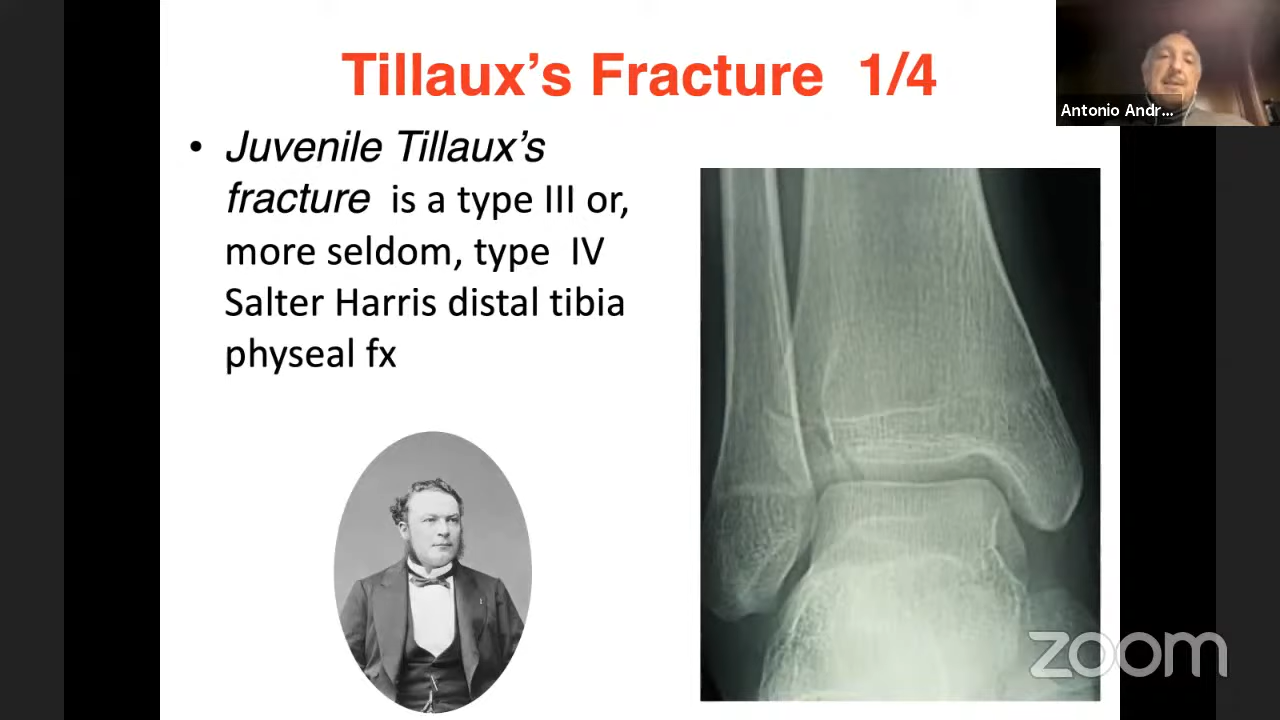 Tillaux’s Fracture 1/4
Antonio Andr...
• Juvenile Tillaux’s
fracture is a type III or,
more seldom, type IV
Salter Harris distal tibia
physeal fx
zoom